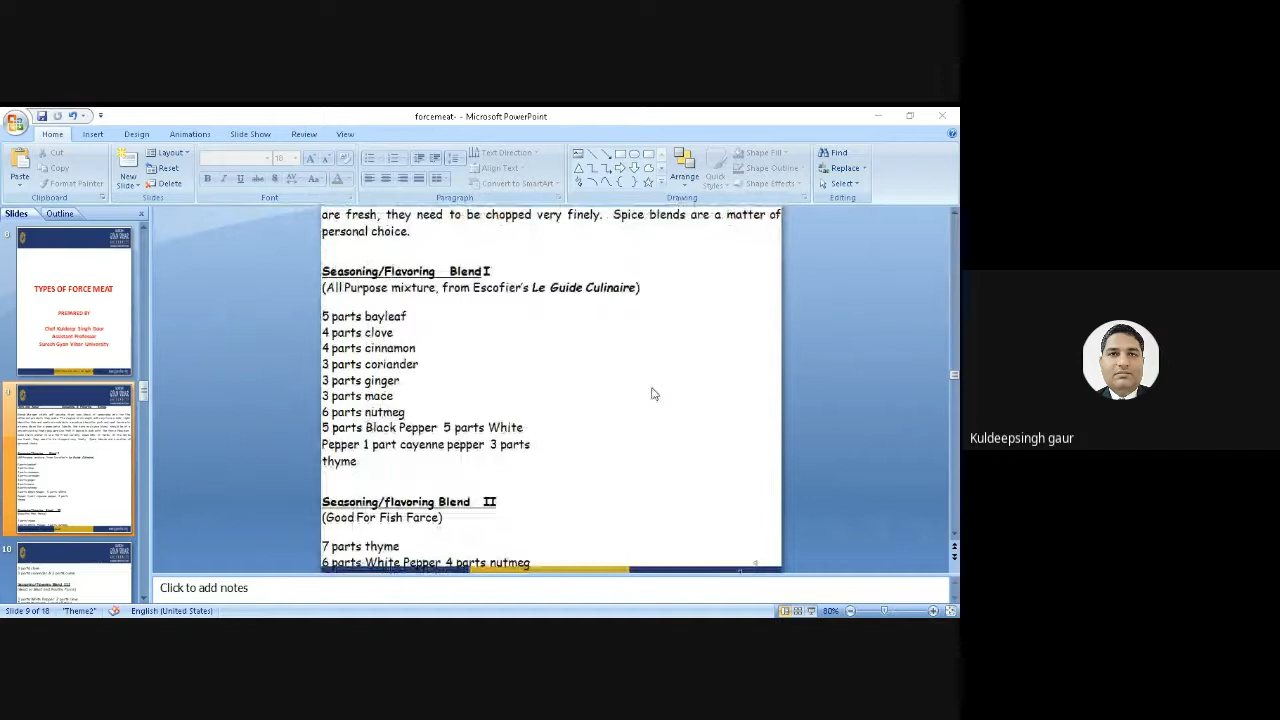 forcemeat- - Microsoft PowerPoint
Home Insert Design Animations Slide Show Review View
Paste Cut Copy Format Painter Clipboard
New Slide Layout Reset Delete Slides
18 Font
Text Direction Align Text Convert to SmartArt Paragraph
Arrange Quick Styles Shape Fill Shape Outline Shape Effects Drawing
Find Replace Select Editing
Slides Outline
8
TYPES OF FORCE MEAT
PREPARED BY
Chef Kuldeep Singh Gaur
Assistant Professor
Suresh Gyan Vihar University
9
10
are fresh, they need to be chopped very finely. Spice blends are a matter of
personal choice.
Seasoning/Flavoring Blend I
(All Purpose mixture, from Escofier's Le Guide Culinaire)
5 parts bayleaf
4 parts clove
4 parts cinnamon
3 parts coriander
3 parts ginger
3 parts mace
6 parts nutmeg
5 parts Black Pepper 5 parts White
Pepper 1 part cayenne pepper 3 parts
thyme
Seasoning/flavoring Blend II
(Good For Fish Farce)
7 parts thyme
6 parts White Pepper 4 parts nutmeg
Click to add notes
Slide 9 of 18 "Theme2" English (United States) 80%
Kuldeepsingh gaur